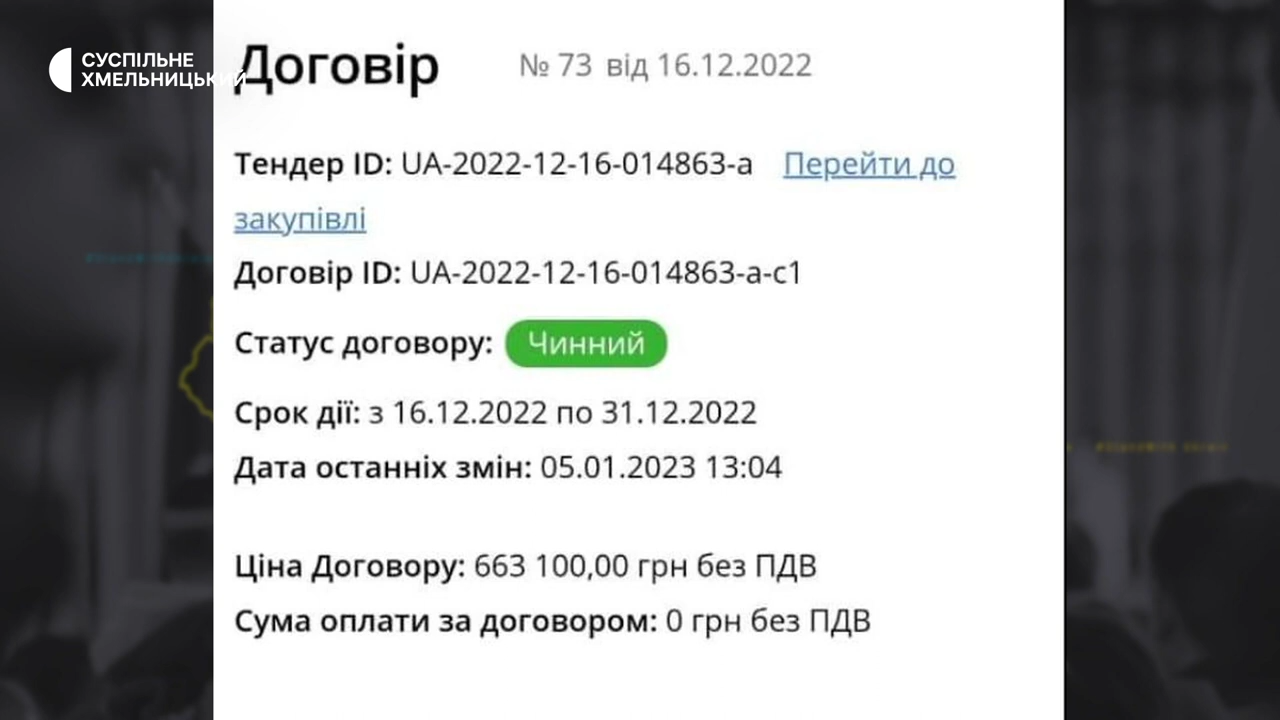 СУСПІЛЬНЕ
ХМЕЛЬНИЦЬКИЙ
Договір № 73 від 16.12.2022
Тендер ID: UA-2022-12-16-014863-a Перейти до
закупівлі
Договір ID: UA-2022-12-16-014863-a-c1
Статус договору: Чинний
Срок дії: з 16.12.2022 по 31.12.2022
Дата останніх змін: 05.01.2023 13:04
Ціна Договору: 663 100,00 грн без ПДВ
Сума оплати за договором: 0 грн без ПДВ